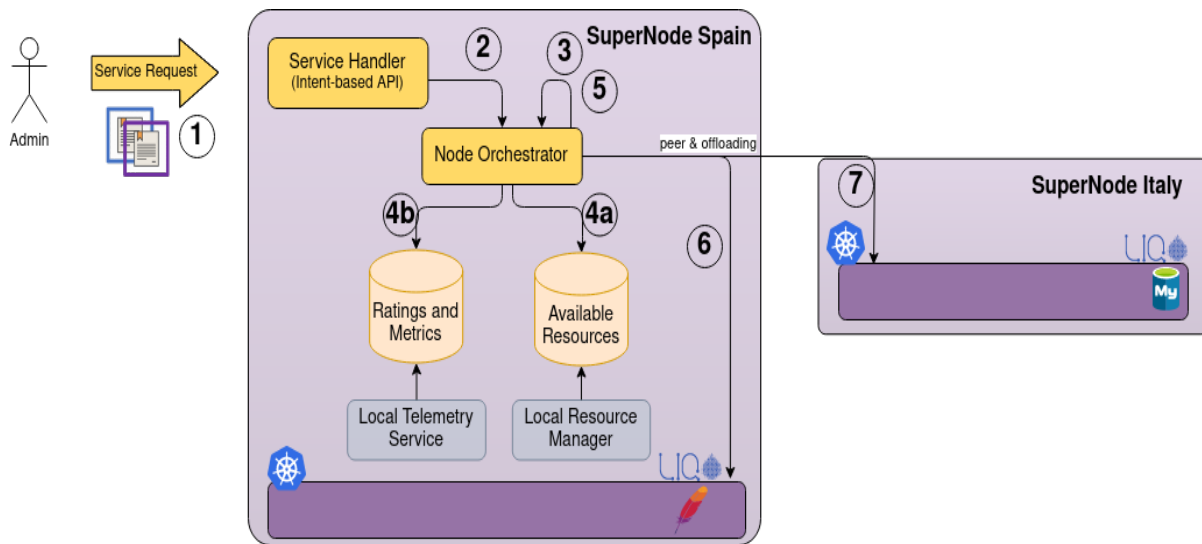 SuperNode Spain
Service Handler
(Intent-based API)
2
3
5
Service Request
Admin
1
Node Orchestrator
peer & offloading
SuperNode Italy
7
4b
4a
6
Ratings and
Metrics
Available
Resources
LIQO
My
Local Telemetry
Service
Local Resource
Manager
LIQO